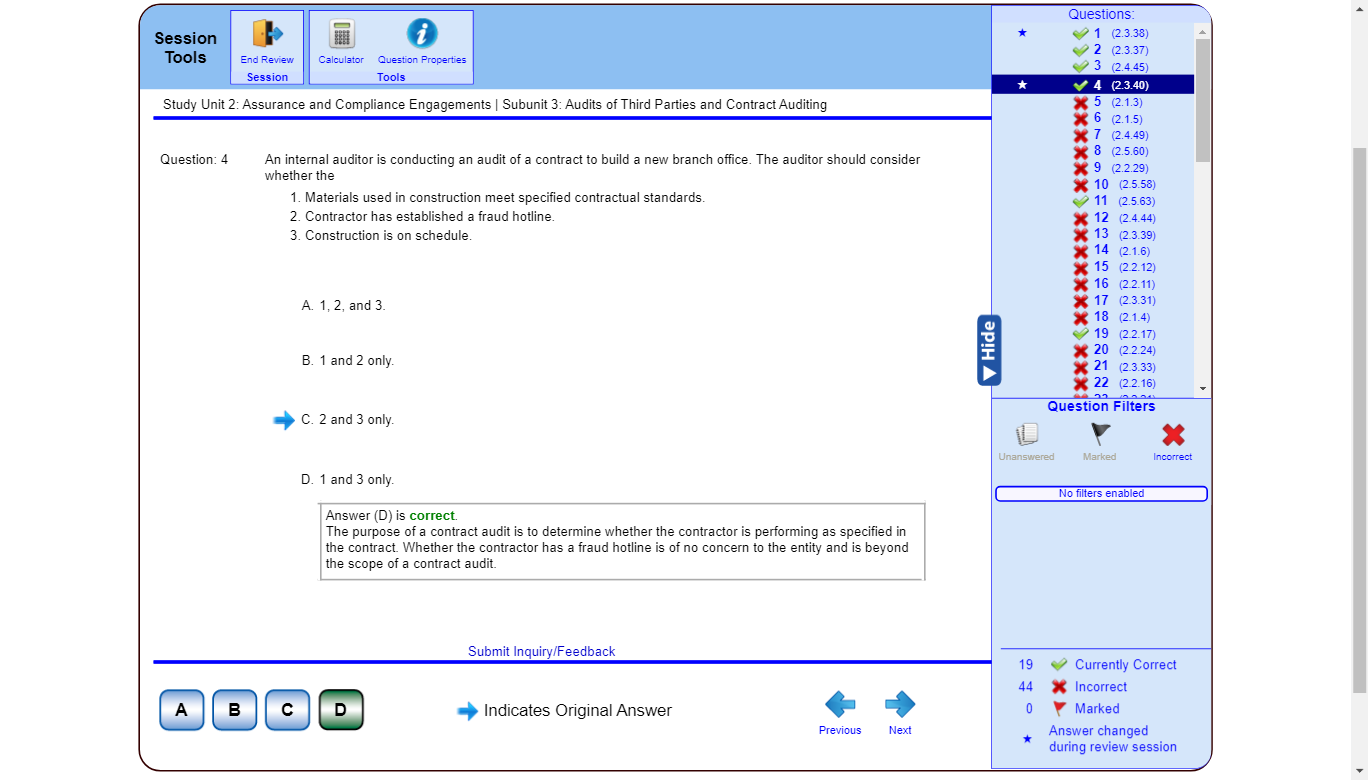 Session
Tools
End Review
Session
Calculator
Question Properties
Tools
Study Unit 2: Assurance and Compliance Engagements | Subunit 3: Audits of Third Parties and Contract Auditing
Question: 4
An internal auditor is conducting an audit of a contract to build a new branch office. The auditor should consider
whether the
1. Materials used in construction meet specified contractual standards.
2. Contractor has established a fraud hotline.
3. Construction is on schedule.
A. 1, 2, and 3.
B. 1 and 2 only.
C. 2 and 3 only.
D. 1 and 3 only.
Answer (D) is correct.
The purpose of a contract audit is to determine whether the contractor is performing as specified in
the contract. Whether the contractor has a fraud hotline is of no concern to the entity and is beyond
the scope of a contract audit.
Submit Inquiry/Feedback
A
B
C
D
Indicates Original Answer
Previous
Next
Hide
Questions:
1 (2.3.38)
2 (2.3.37)
3 (2.4.45)
4 (2.3.40)
5 (2.1.3)
6 (2.1.5)
7 (2.4.49)
8 (2.5.60)
9 (2.2.29)
10 (2.5.58)
11 (2.5.63)
12 (2.4.44)
13 (2.3.39)
14 (2.1.6)
15 (2.2.12)
16 (2.2.11)
17 (2.3.31)
18 (2.1.4)
19 (2.2.17)
20 (2.2.24)
21 (2.3.33)
22 (2.2.16)
Question Filters
Unanswered
Marked
Incorrect
No filters enabled
19 Currently Correct
44 Incorrect
0 Marked
Answer changed
during review session